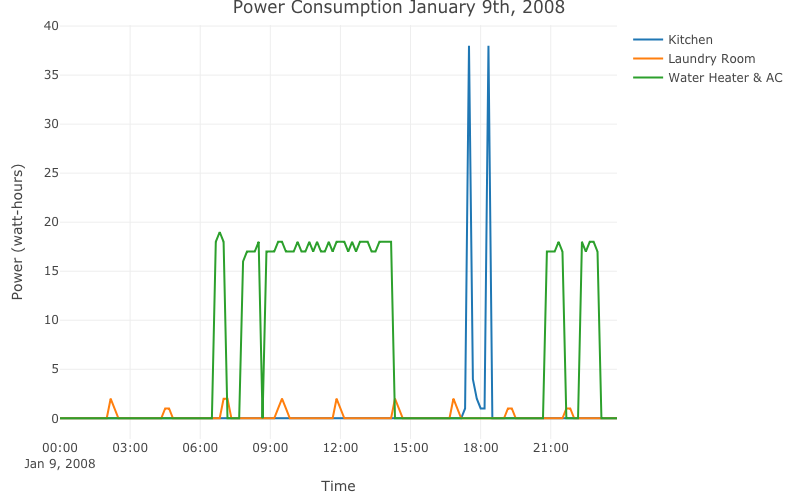 Power Consumption January 9th, 2008
40
35
30
25
20
15
10
5
0
Power (watt-hours)
00:00
Jan 9, 2008
03:00
06:00
09:00
12:00
15:00
18:00
21:00
Time
Kitchen
Laundry Room
Water Heater & AC